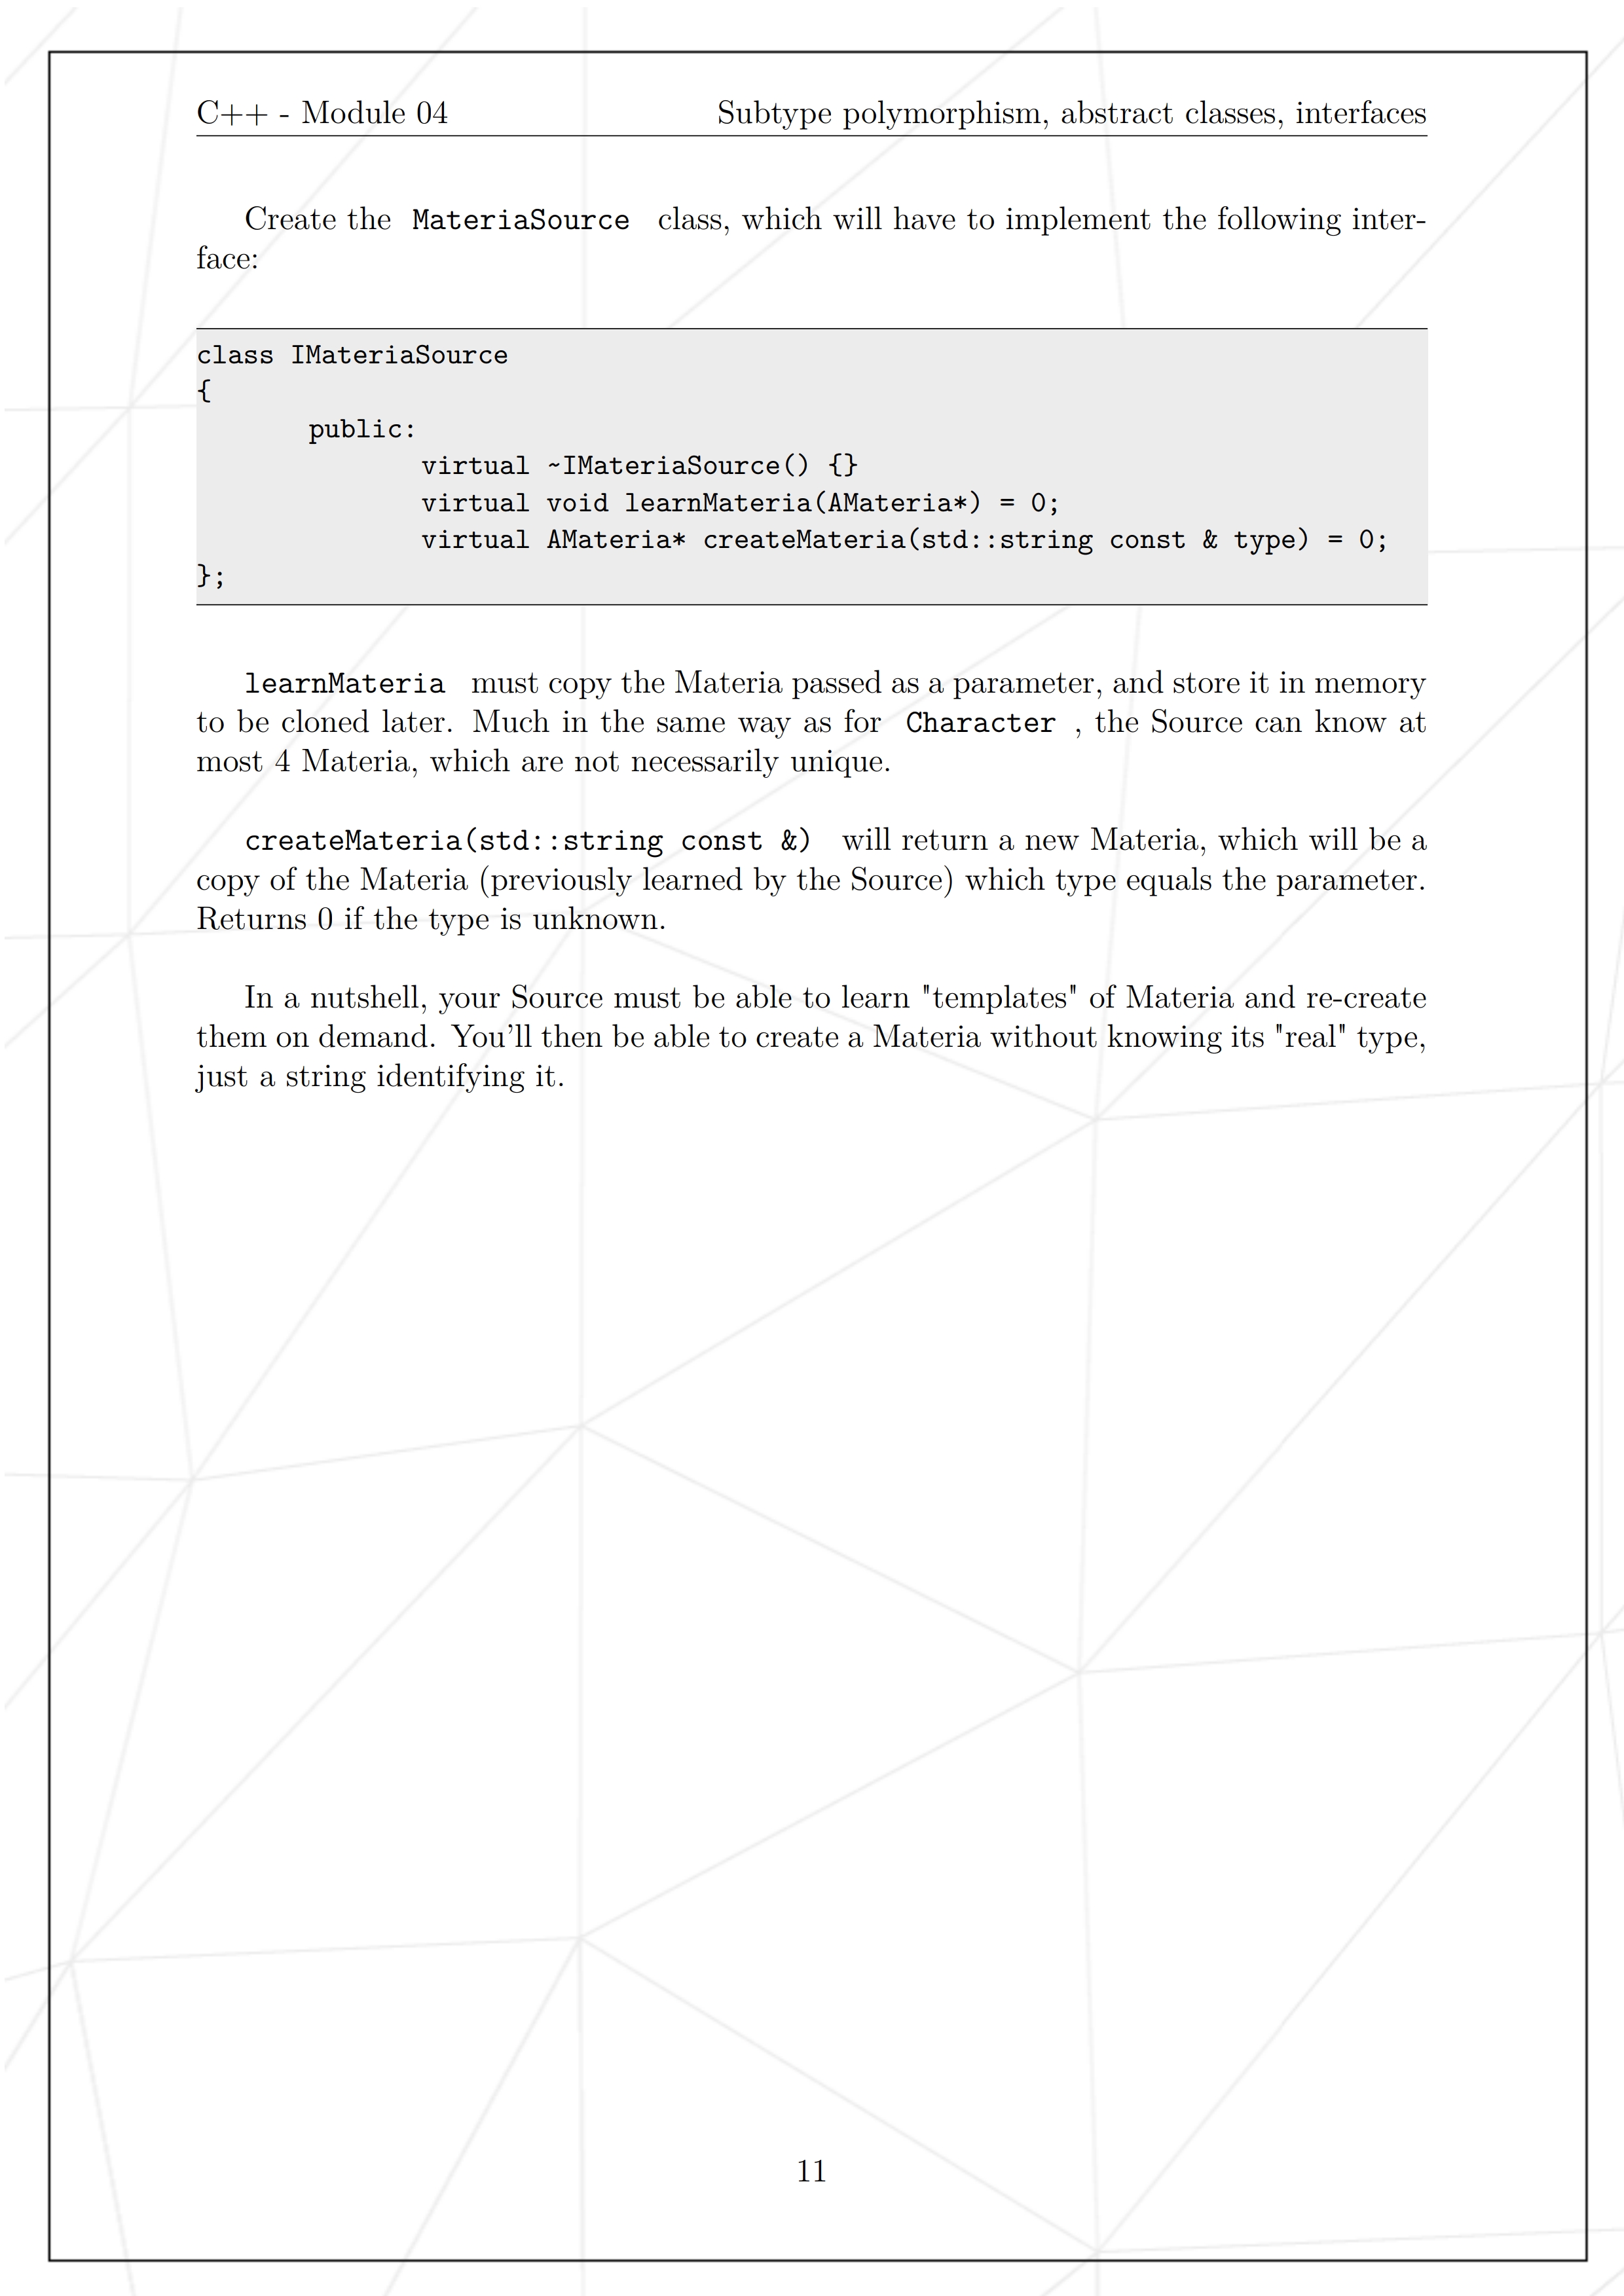 C++ - Module 04 Subtype polymorphism, abstract classes, interfaces
Create the MateriaSource class, which will have to implement the following inter-
face:
class IMateriaSource
{
public:
virtual ~IMateriaSource() {}
virtual void learnMateria(AMateria*) = 0;
virtual AMateria* createMateria(std::string const & type) = 0;
};
learnMateria must copy the Materia passed as a parameter, and store it in memory
to be cloned later. Much in the same way as for Character , the Source can know at
most 4 Materia, which are not necessarily unique.
createMateria(std::string const &) will return a new Materia, which will be a
copy of the Materia (previously learned by the Source) which type equals the parameter.
Returns 0 if the type is unknown.
In a nutshell, your Source must be able to learn "templates" of Materia and re-create
them on demand. You'll then be able to create a Materia without knowing its "real" type,
just a string identifying it.
11